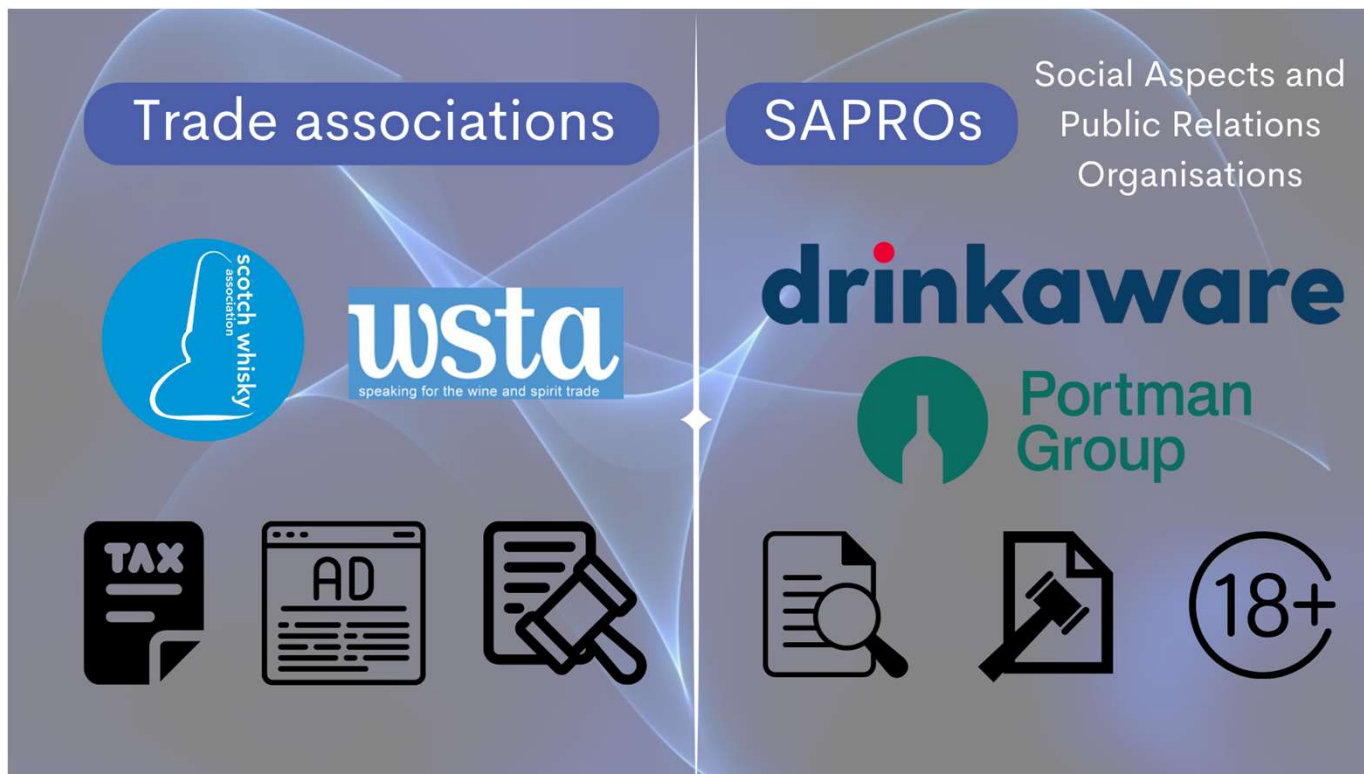 Trade associations
SAPROs
Social Aspects and
Public Relations
Organisations
scotch whisky
association
wsta
speaking for the wine and spirit trade
drinkaware
Portman
Group
TAX
AD
18+